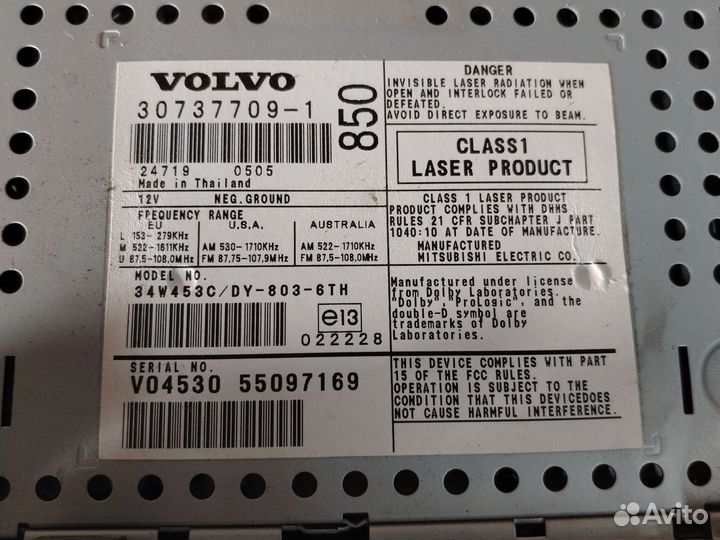 VOLVO
30737709-1
850
24719 0505
Made in Thailand
12V NEG.GROUND
FREQUENCY RANGE
EU U.S.A. AUSTRALIA
L 153- 279KHz
M 522-1611KHz AM 530-1710KHz AM 522-1710KHz
U 87.5-108.0MHz FM 87.75-107.9MHz FM 87.5-108.0MHz
MODEL NO.
34W453C/DY-803-6TH
e13
022228
SERIAL NO.
V04530 55097169
DANGER
INVISIBLE LASER RADIATION WHEN
OPEN AND INTERLOCK FAILED OR
DEFEATED.
AVOID DIRECT EXPOSURE TO BEAM.
CLASS1
LASER PRODUCT
CLASS 1 LASER PRODUCT
PRODUCT COMPLIES WITH DHHS
RULES 21 CFR SUBCHAPTER J PART
1040:10 AT DATE OF MANUFACTURE.
MANUFACTURED
MITSUBISHI ELECTRIC CO.
Manufactured under license
from Dolby Laboratories.
"Dolby","ProLogic", and the
double-D symbol are
trademarks of Dolby
Laboratories.
THIS DEVICE COMPLIES WITH PART
15 OF THE FCC RULES.
OPERATION IS SUBJECT TO THE
CONDITION THAT THIS DEVICEDOES
NOT CAUSE HARMFUL INTERFERENCE.
Avito